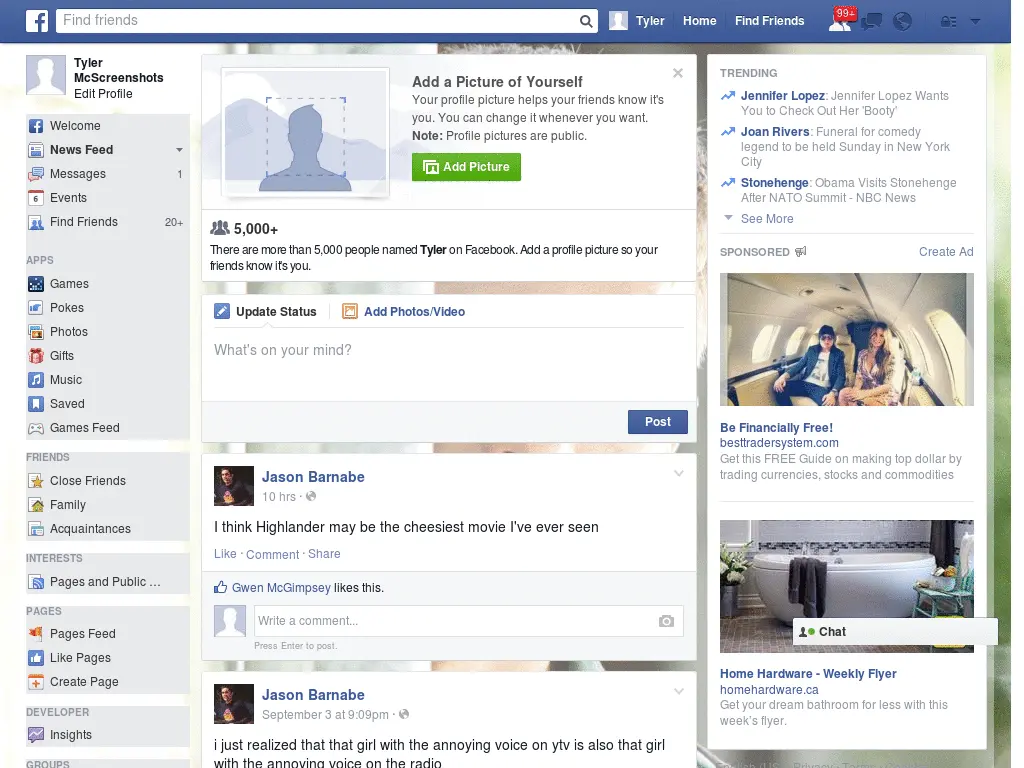 Find friends
Tyler
Home
Find Friends
99+
Tyler
McScreenshots
Edit Profile
Welcome
News Feed
Messages 1
6 Events
Find Friends 20+
APPS
Games
Pokes
Photos
Gifts
Music
Saved
Games Feed
FRIENDS
Close Friends
Family
Acquaintances
INTERESTS
Pages and Public ...
PAGES
Pages Feed
Like Pages
Create Page
DEVELOPER
Insights
GROUPS
Add a Picture of Yourself
Your profile picture helps your friends know it's
you. You can change it whenever you want.
Note: Profile pictures are public.
Add Picture
5,000+
There are more than 5,000 people named Tyler on Facebook. Add a profile picture so your
friends know it's you.
Update Status
Add Photos/Video
What's on your mind?
Post
Jason Barnabe
10 hrs ·
I think Highlander may be the cheesiest movie I've ever seen
Like · Comment · Share
Gwen McGimpsey likes this.
Write a comment...
Press Enter to post.
Jason Barnabe
September 3 at 9:09pm ·
i just realized that that girl with the annoying voice on ytv is also that girl
with the annoying voice on the radio
TRENDING
Jennifer Lopez: Jennifer Lopez Wants
You to Check Out Her 'Booty'
Joan Rivers: Funeral for comedy
legend to be held Sunday in New York
City
Stonehenge: Obama Visits Stonehenge
After NATO Summit - NBC News
See More
SPONSORED
Create Ad
Be Financially Free!
besttradersystem.com
Get this FREE Guide on making top dollar by
trading currencies, stocks and commodities
Chat
Home Hardware - Weekly Flyer
homehardware.ca
Get your dream bathroom for less with this
week's flyer.